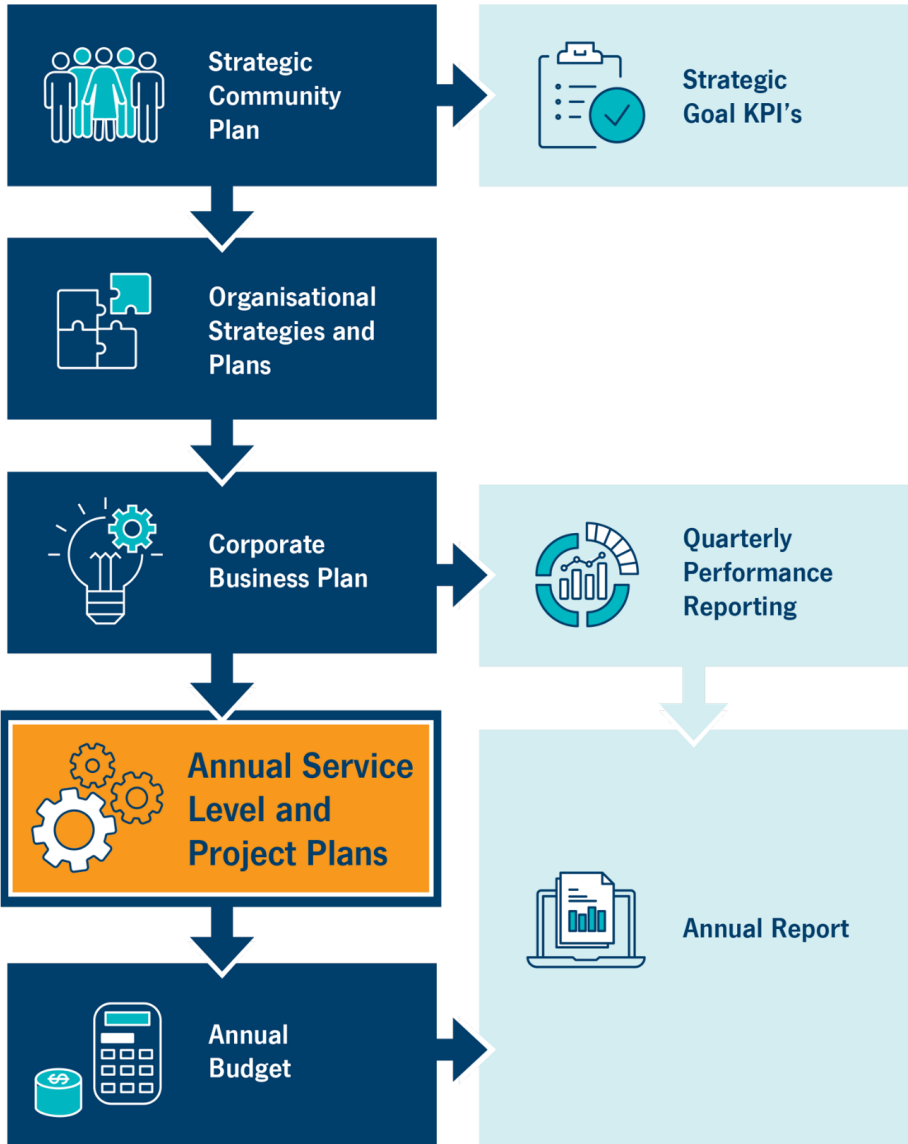 Strategic
Community
Plan
Strategic
Goal KPI's
Organisational
Strategies and
Plans
Corporate
Business Plan
Quarterly
Performance
Reporting
Annual Service
Level and
Project Plans
Annual Report
Annual
Budget
$